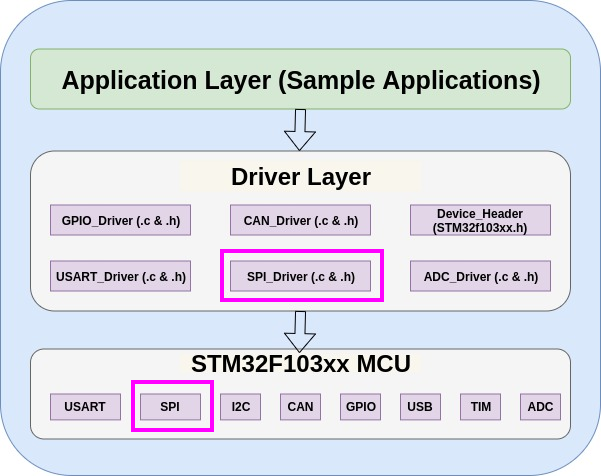 Application Layer (Sample Applications)
Driver Layer
GPIO_Driver (.c & .h)
CAN_Driver (.c & .h)
Device_Header
(STM32f103xx.h)
USART_Driver (.c & .h)
SPI_Driver (.c & .h)
ADC_Driver (.c & .h)
STM32F103xx MCU
USART
SPI
I2C
CAN
GPIO
USB
TIM
ADC